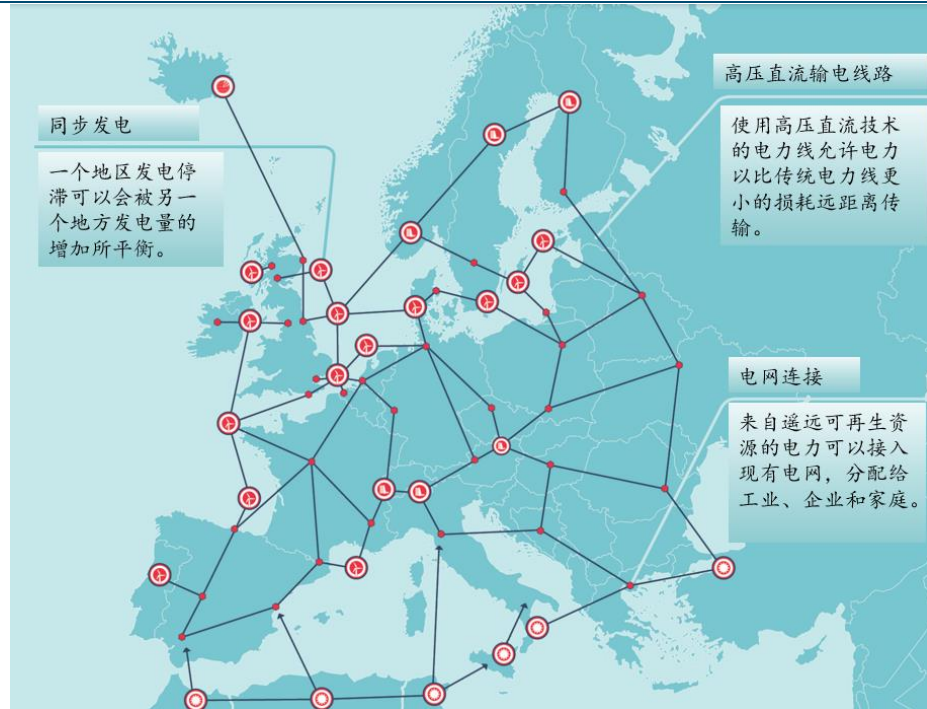 同步发电
一个地区发电停
滞可以会被另一
个地方发电量的
增加所平衡。
高压直流输电线路
使用高压直流技术
的电力线允许电力
以比传统电力线更
小的损耗远距离传
输。
电网连接
来自遥远可再生资
源的电力可以接入
现有电网，分配给
工业、企业和家庭。